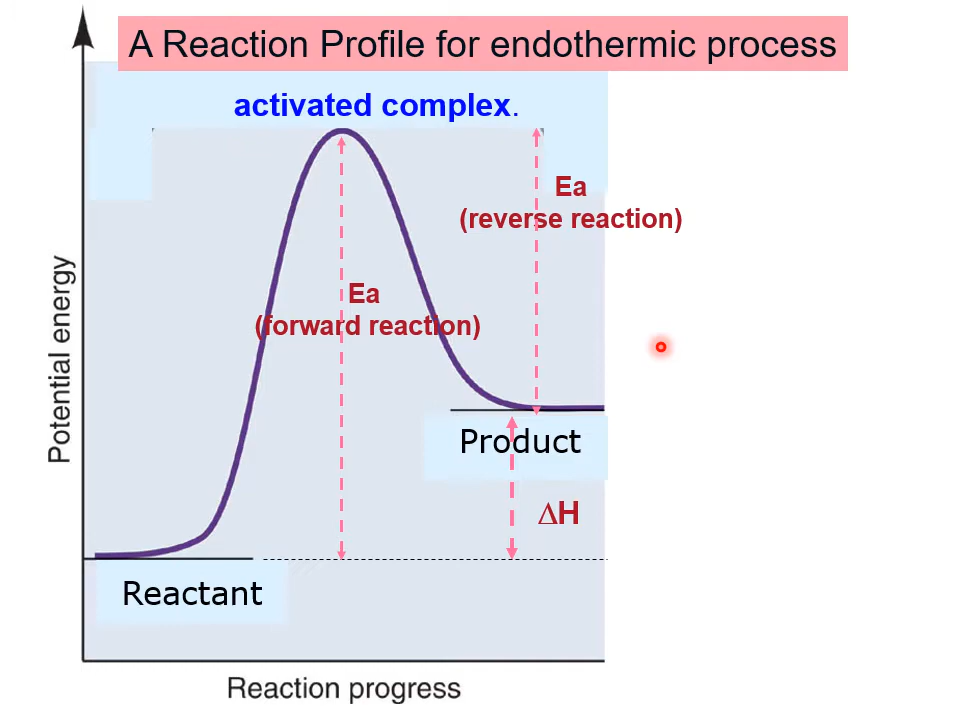 A Reaction Profile for endothermic process
activated complex.
Ea
(reverse reaction)
Ea
(forward reaction)
Potential energy
Product
ΔH
Reactant
Reaction progress